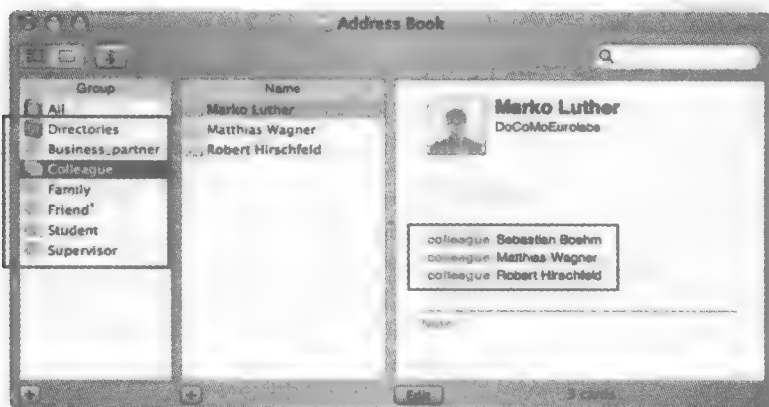 Address Book
Group
All
Directories
Business_partner
Colleague
Family
Friend*
Student
Supervisor
Name
Marko Luther
Matthias Wagner
Robert Hirschfeld
Marko Luther
DoCoMoEurolabs
colleague Sebastian Boehm
colleague Matthias Wagner
colleague Robert Hirschfeld
Note:
Edit
3 cards